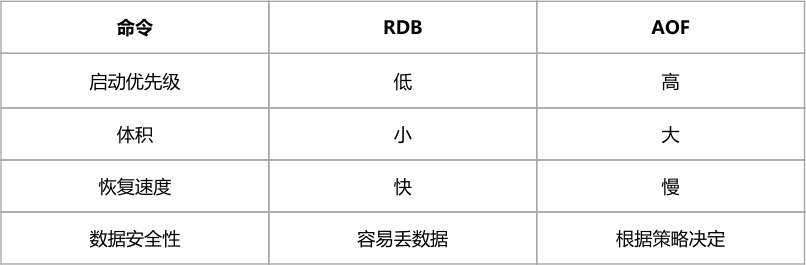 命令 RDB AOF
启动优先级 低 高
体积 小 大
恢复速度 快 慢
数据安全性 容易丢数据 根据策略决定